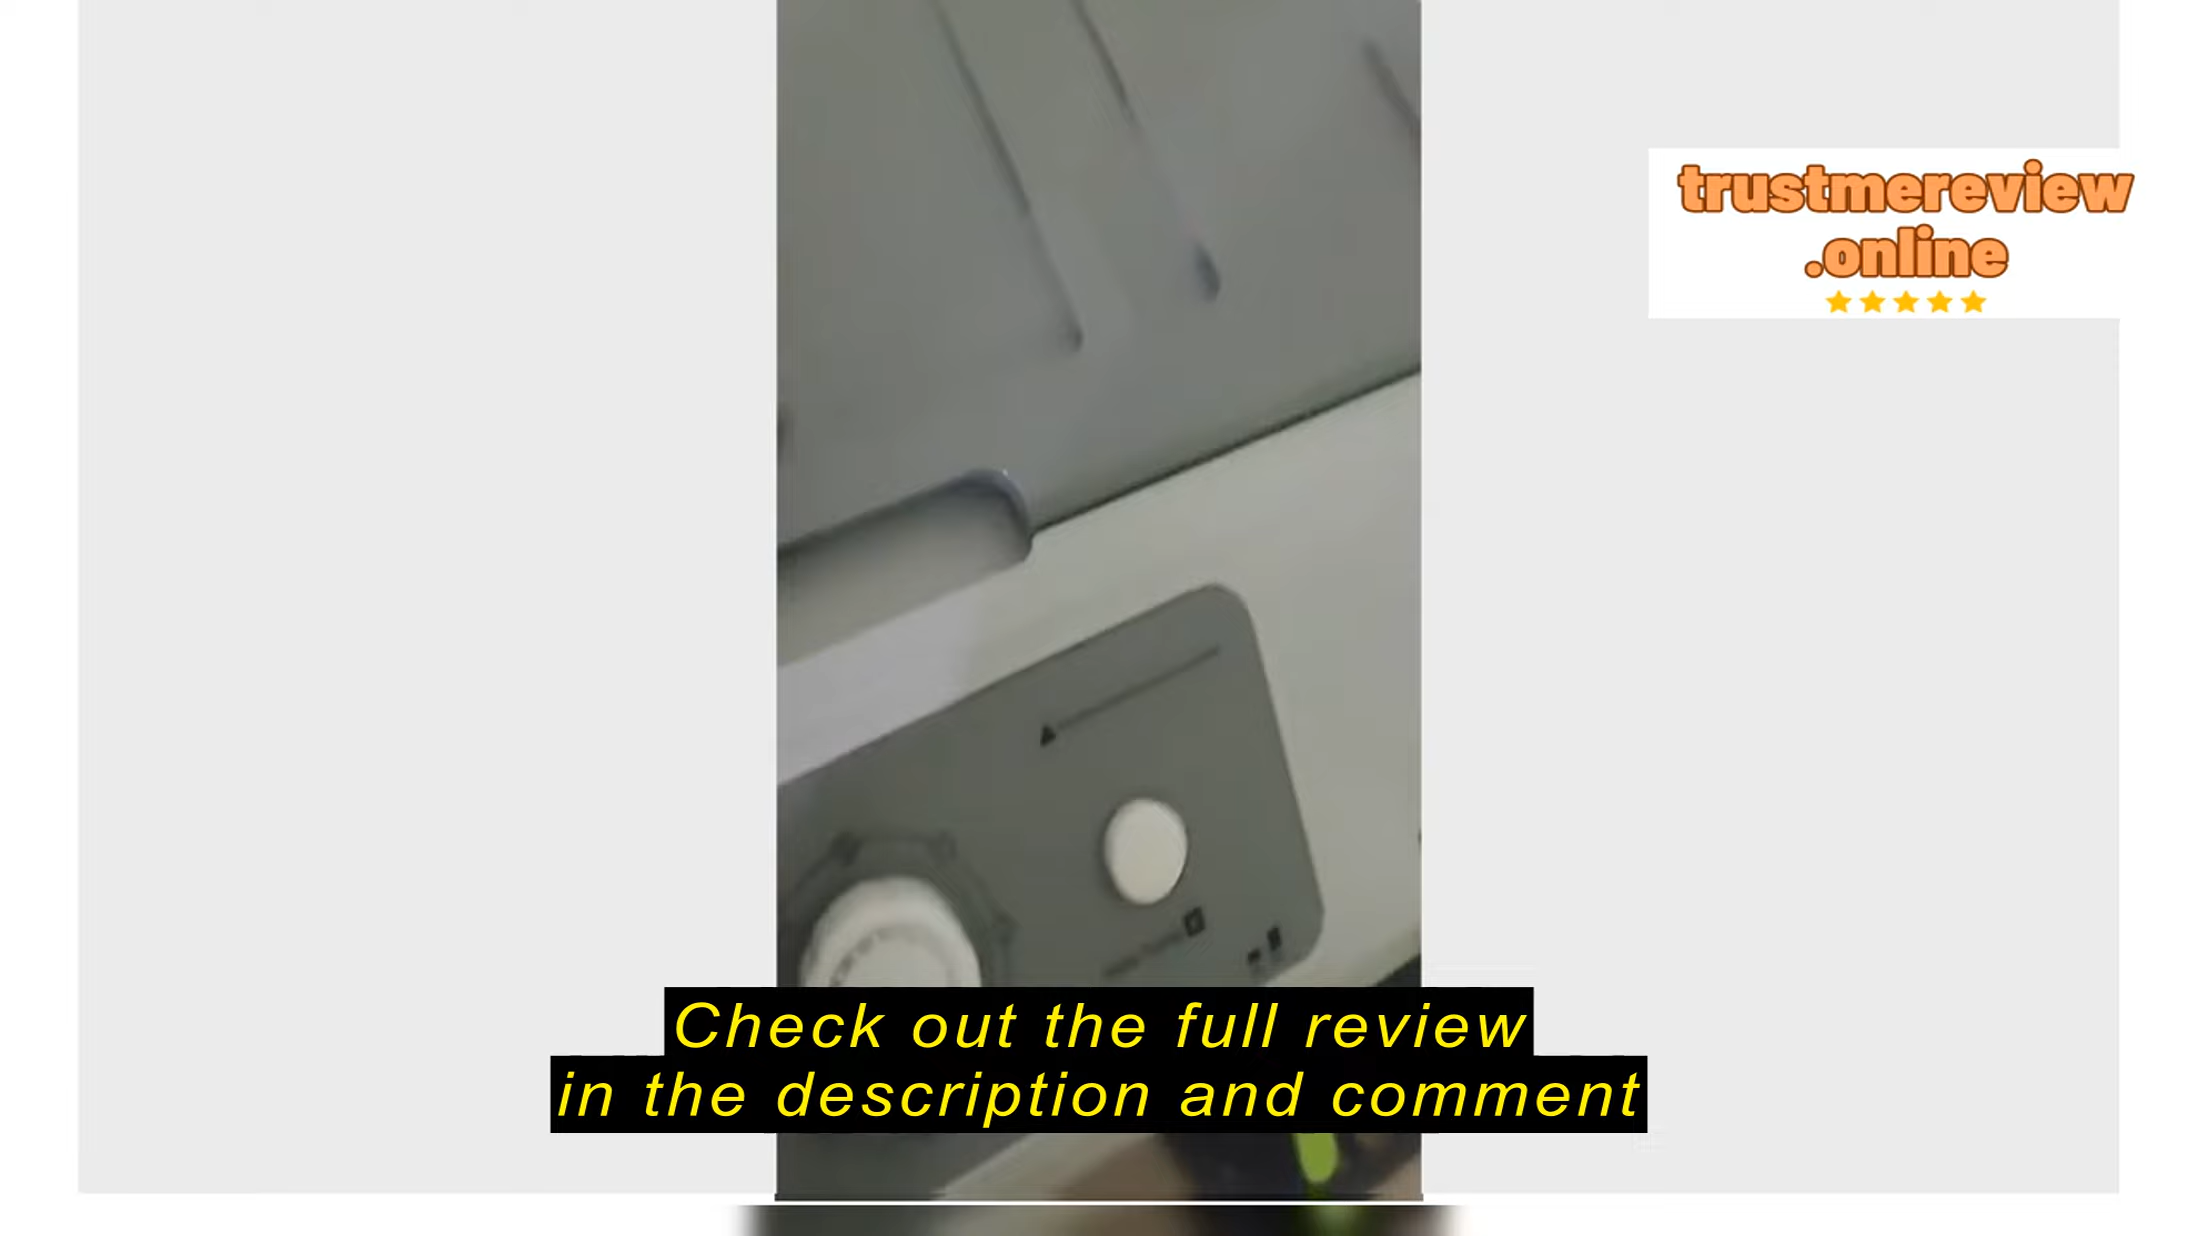 trustmereview
.online
Check out the full review
in the description and comment